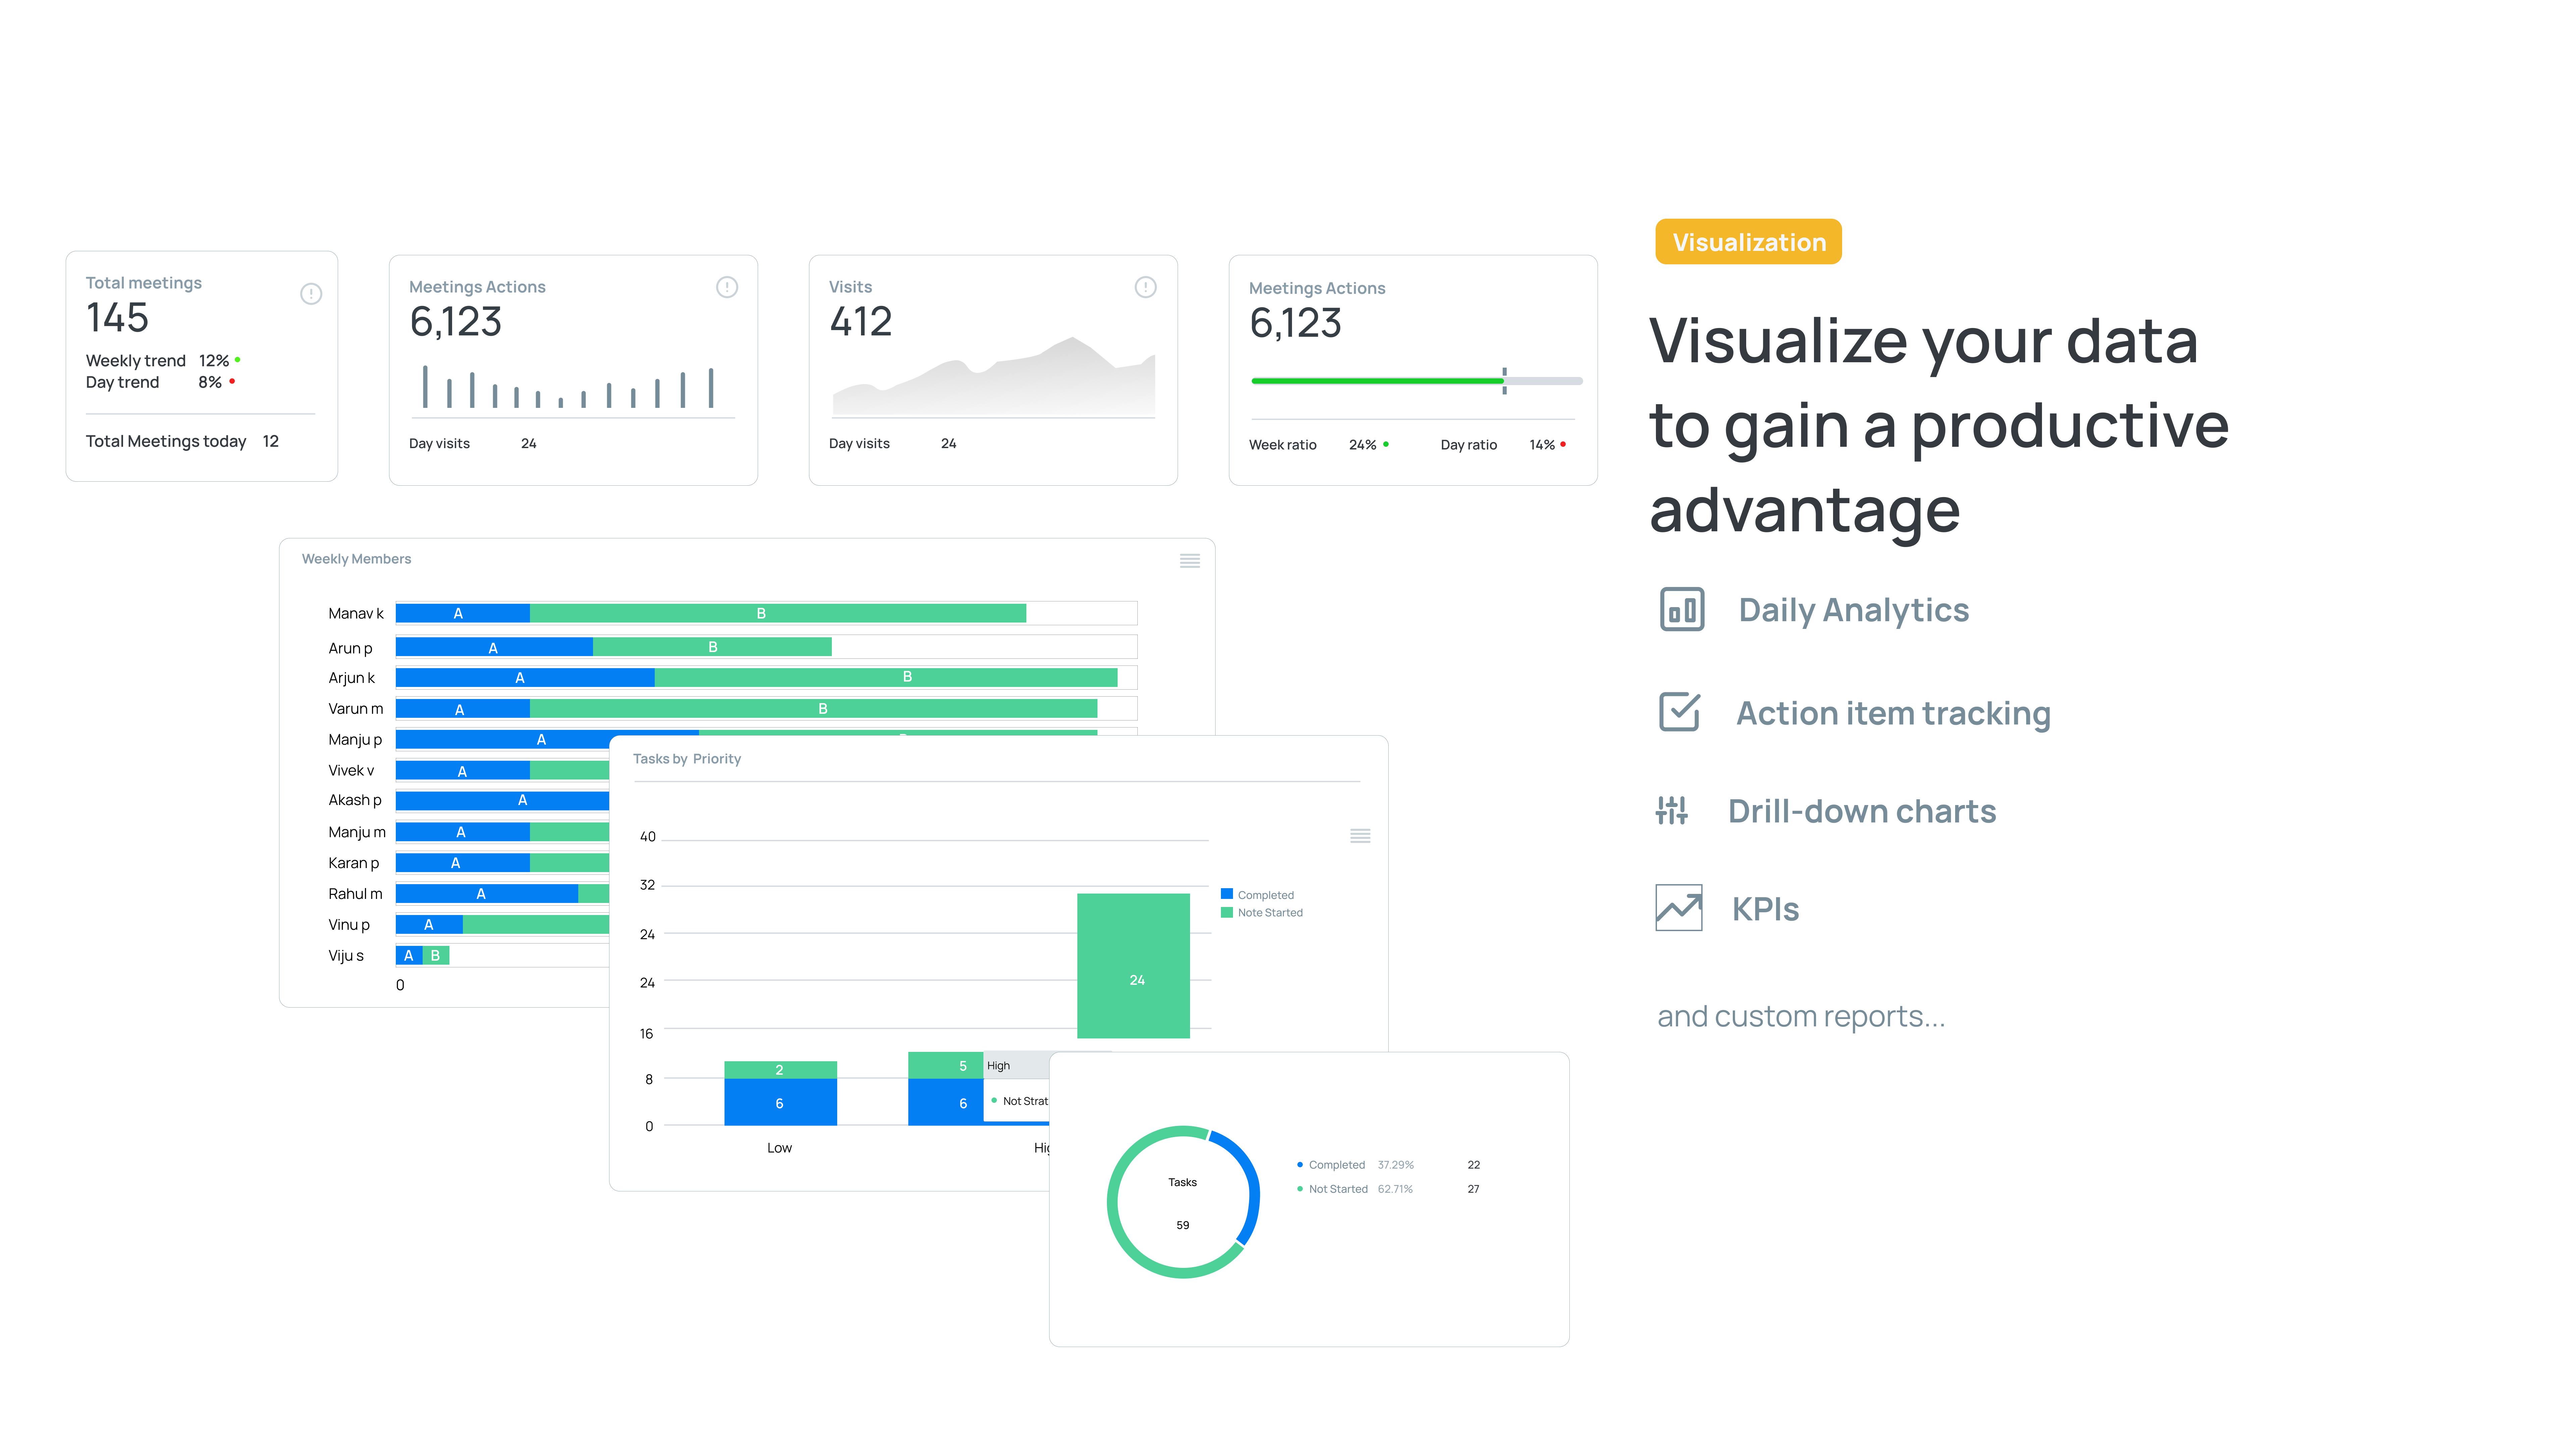 Total meetings
145
Weekly trend 12%
Day trend 8%
Total Meetings today 12
Meetings Actions
6,123
Day visits 24
Visits
412
Day visits 24
Meetings Actions
6,123
Week ratio 24% Day ratio 14%
Visualization
Visualize your data
to gain a productive
advantage
Daily Analytics
Action item tracking
Drill-down charts
KPIs
and custom reports...
Weekly Members
Manav k A B
Arun p A B
Arjun k A B
Varun m A B
Manju p A
Vivek v A
Akash p A
Manju m A
Karan p A
Rahul m A
Vinu p A
Viju s A B
0
Tasks by Priority
40
32
24
24
16
8
0
Completed
Note Started
24
2
6
5
6
High
Not Strat
Low
Tasks
59
Completed 37.29% 22
Not Started 62.71% 27